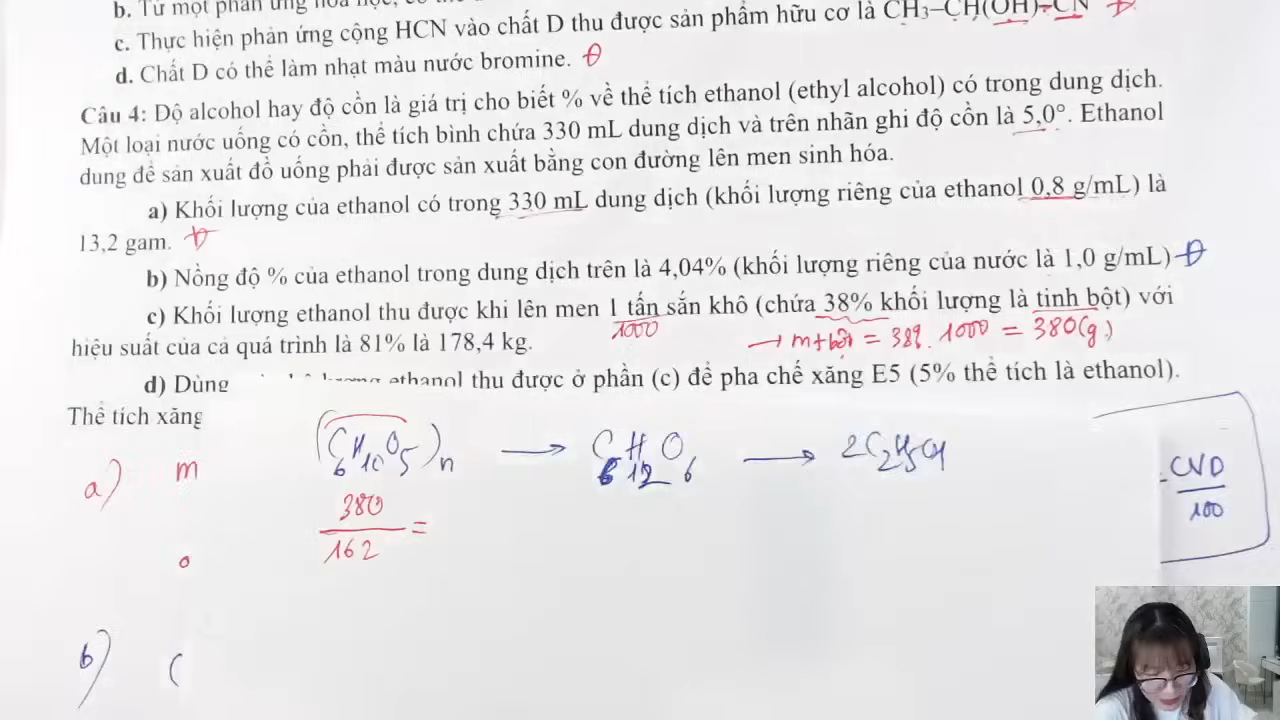 b. Từ một phản ứng hóa học, có
c. Thực hiện phản ứng cộng HCN vào chất D thu được sản phẩm hữu cơ là CH3–CH(OH)–CN Đ
d. Chất D có thể làm nhạt màu nước bromine. Đ
Câu 4: Độ alcohol hay độ cồn là giá trị cho biết % về thể tích ethanol (ethyl alcohol) có trong dung dịch.
Một loại nước uống có cồn, thể tích bình chứa 330 mL dung dịch và trên nhãn ghi độ cồn là 5,0°. Ethanol
dung để sản xuất đồ uống phải được sản xuất bằng con đường lên men sinh hóa.
a) Khối lượng của ethanol có trong 330 mL dung dịch (khối lượng riêng của ethanol 0,8 g/mL) là
13,2 gam. Đ
b) Nồng độ % của ethanol trong dung dịch trên là 4,04% (khối lượng riêng của nước là 1,0 g/mL) Đ
c) Khối lượng ethanol thu được khi lên men 1 tấn sắn khô (chứa 38% khối lượng là tinh bột) với
1000
→ m tbột = 38%. 1000 = 380(g)
hiệu suất của cả quá trình là 81% là 178,4 kg.
d) Dùng ethanol thu được ở phần (c) để pha chế xăng E5 (5% thể tích là ethanol).
Thể tích xăng
(C6H10O5)n → C6H12O6 → 2C2H5OH
a) m
380
162 =
CVD
100
b) (